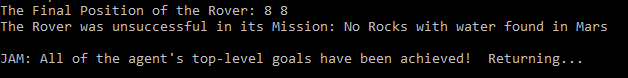 The Final Position of the Rover: 8 8
The Rover was unsuccessful in its Mission: No Rocks with water found in Mars
JAM: All of the agent's top-level goals have been achieved!  Returning...